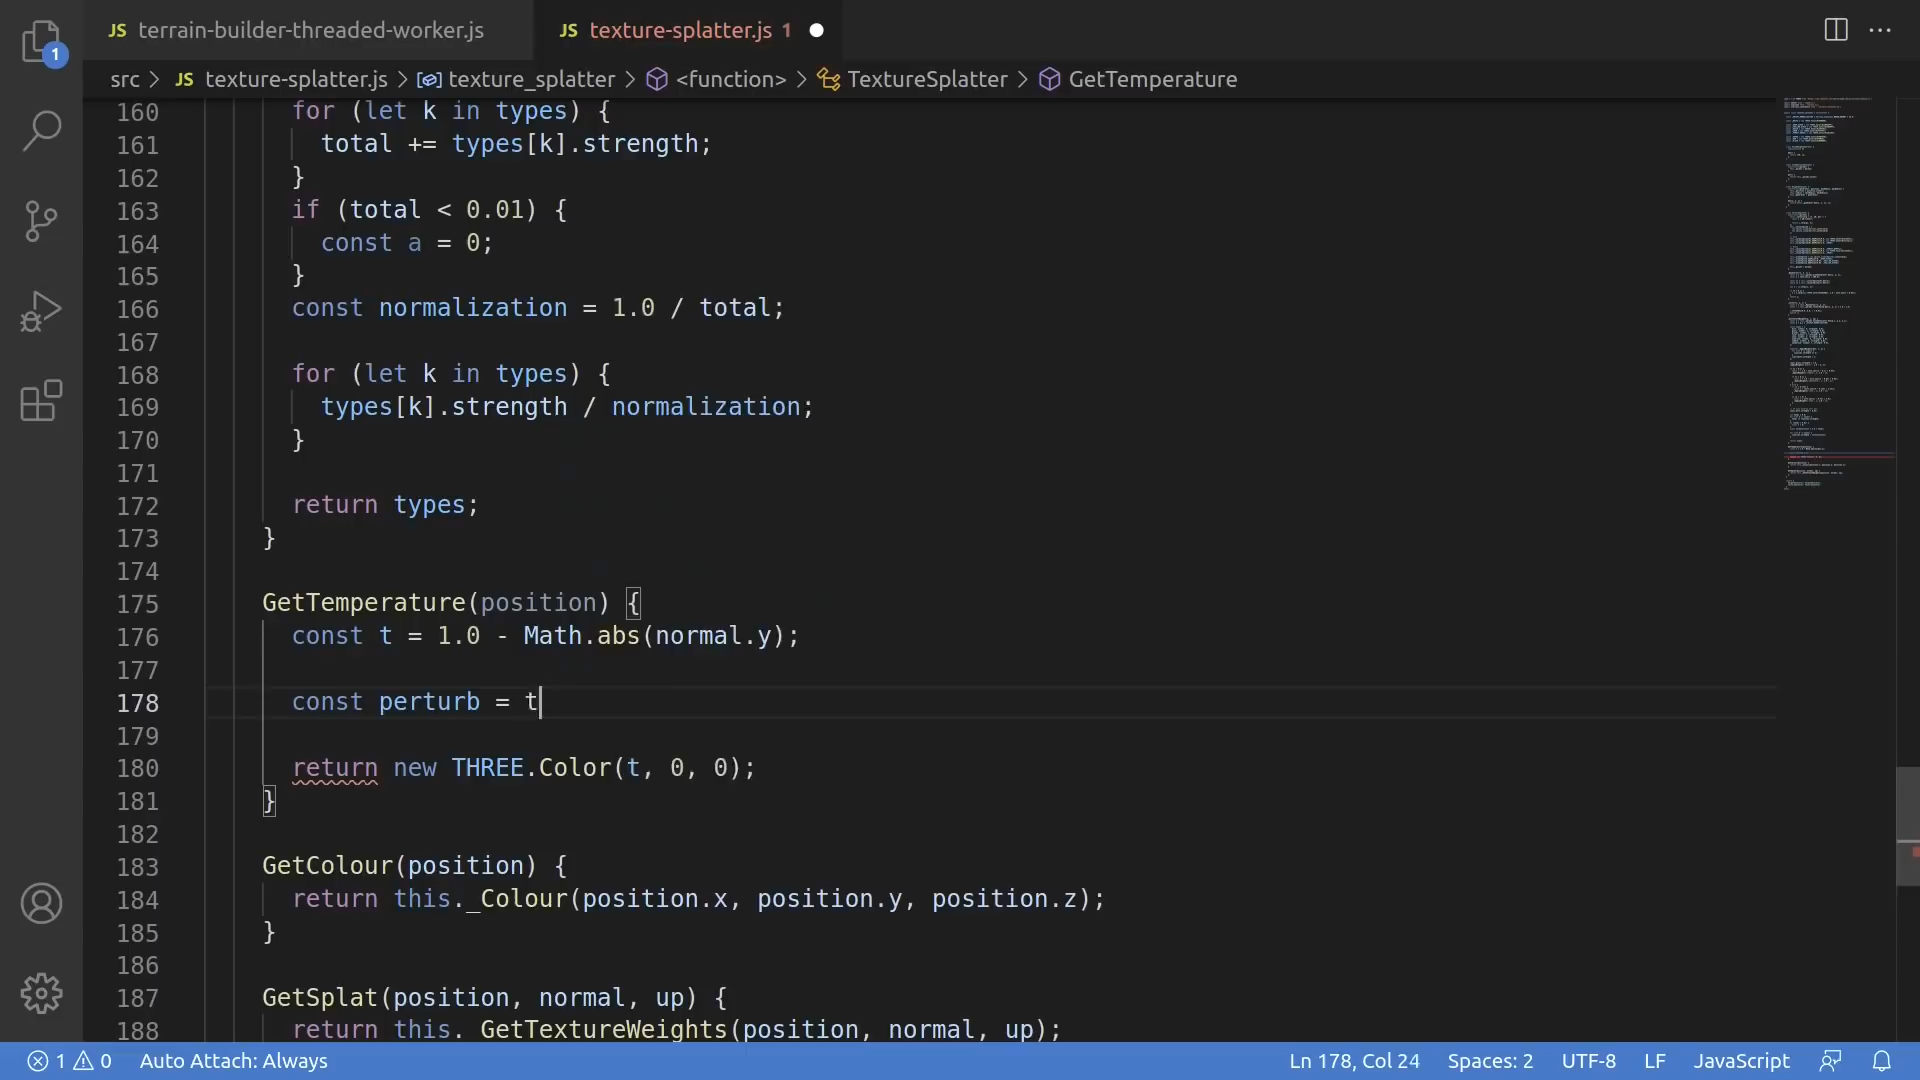 1
JS terrain-builder-threaded-worker.js
JS texture-splatter.js 1
src > JS texture-splatter.js > texture_splatter > <function> > TextureSplatter > GetTemperature
160 for (let k in types) {
161 total += types[k].strength;
162 }
163 if (total < 0.01) {
164 const a = 0;
165 }
166 const normalization = 1.0 / total;
167
168 for (let k in types) {
169 types[k].strength / normalization;
170 }
171
172 return types;
173 }
174
175 GetTemperature(position) {
176 const t = 1.0 - Math.abs(normal.y);
177
178 const perturb = t
179
180 return new THREE.Color(t, 0, 0);
181 }
182
183 GetColour(position) {
184 return this._Colour(position.x, position.y, position.z);
185 }
186
187 GetSplat(position, normal, up) {
188 return this._GetTextureWeights(position, normal, up);
1 0 Auto Attach: Always Ln 178, Col 24 Spaces: 2 UTF-8 LF JavaScript